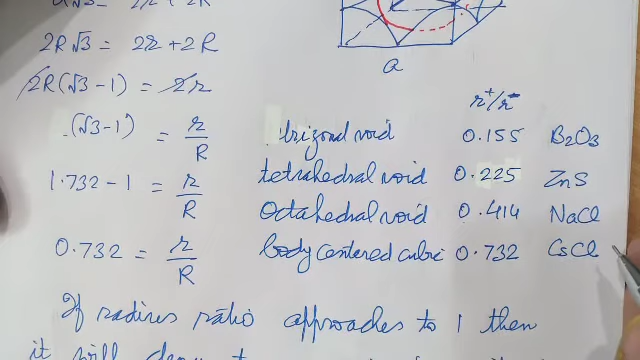 2R√3 = 2r + 2R
a
2R(√3 - 1) = 2r
r⁺/r⁻
(√3-1) = r/R
trigonal void 0.155 B₂O₃
1.732 - 1 = r/R
tetrahedral void 0.225 ZnS
Octahedral void 0.414 NaCl
0.732 = r/R
body centered cubic 0.732 CsCl
If radius ratio approaches to 1 then
it will